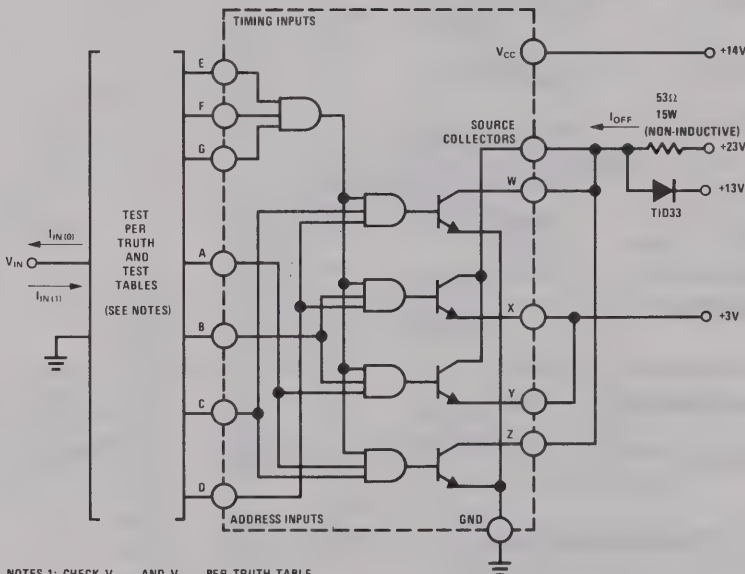 TIMING INPUTS
E
F
G
VCC
+14V
53Ω
15W
(NON-INDUCTIVE)
IOFF
SOURCE
COLLECTORS
+23V
W
+13V
TID33
TEST
PER
TRUTH
AND
TEST
TABLES
(SEE NOTES)
IIN(0)
VIN
IIN(1)
A
B
C
D
X
+3V
Y
Z
ADDRESS INPUTS
GND
NOTES 1: CHECK V AND V PER TRUTH TABLE